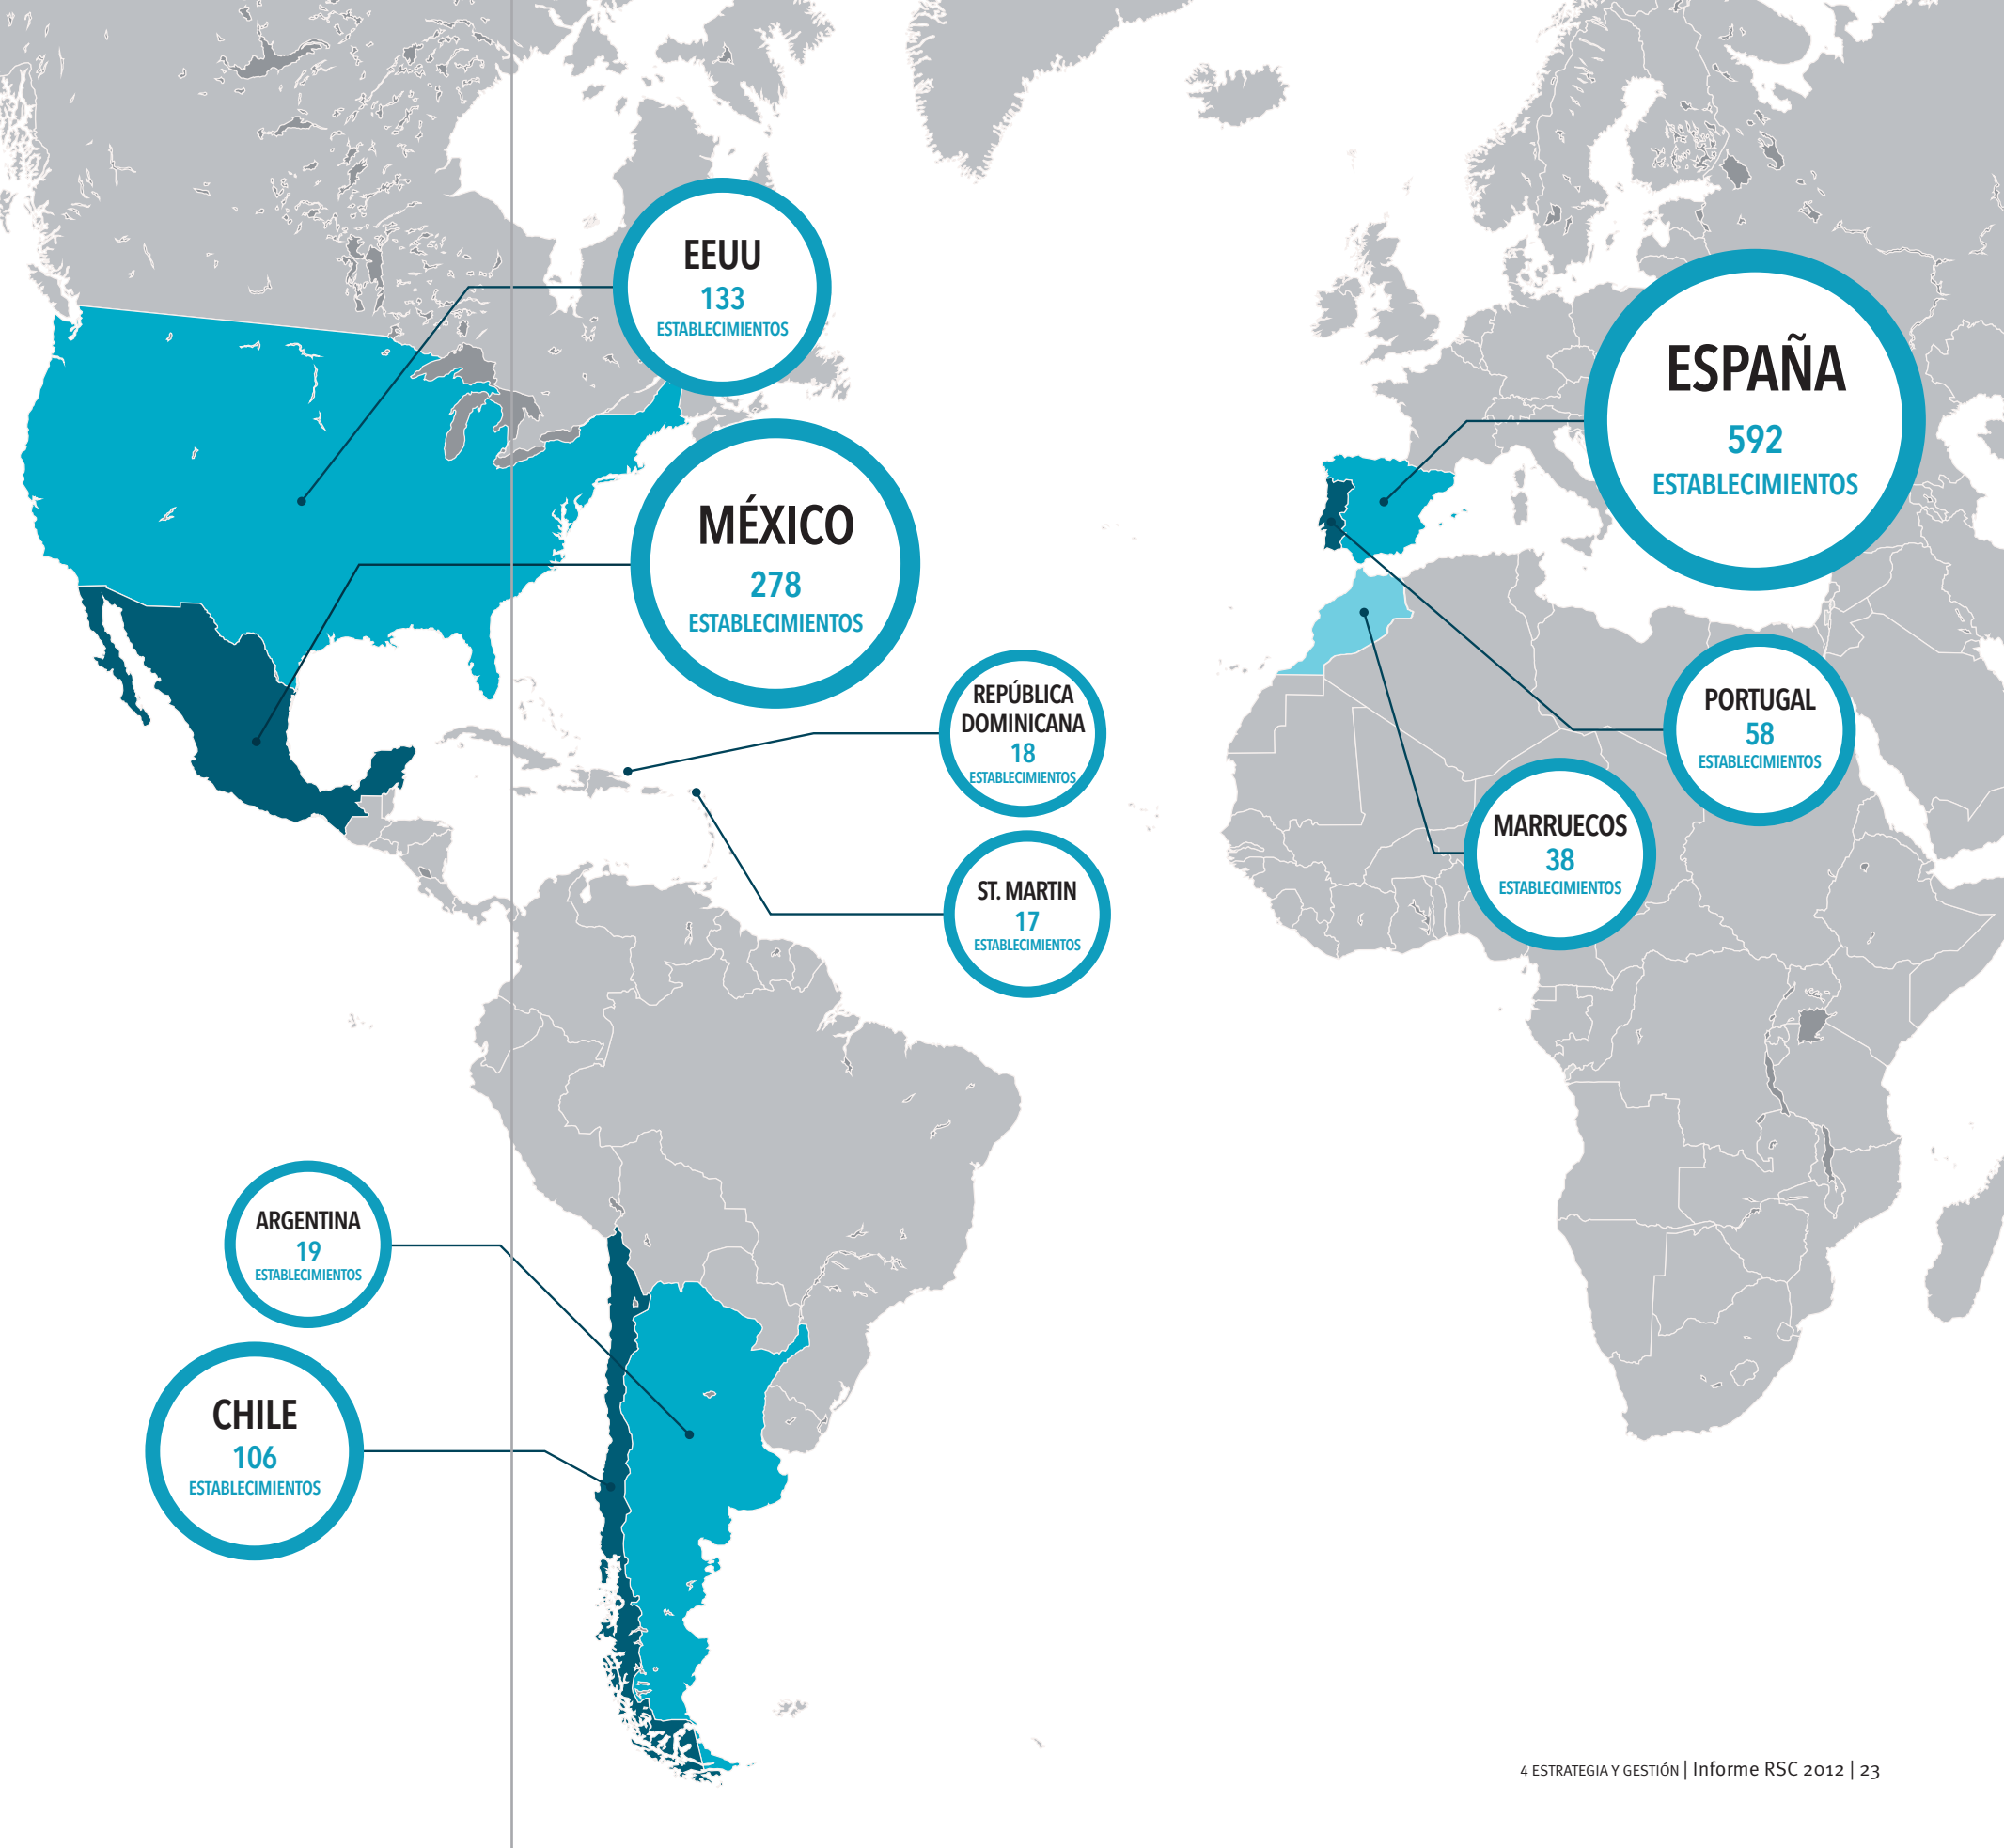 EEUU
133
ESTABLECIMIENTOS
MÉXICO
278
ESTABLECIMIENTOS
REPÚBLICA
DOMINICANA
18
ESTABLECIMIENTOS
ST. MARTIN
17
ESTABLECIMIENTOS
ARGENTINA
19
ESTABLECIMIENTOS
CHILE
106
ESTABLECIMIENTOS
ESPAÑA
592
ESTABLECIMIENTOS
PORTUGAL
58
ESTABLECIMIENTOS
MARRUECOS
38
ESTABLECIMIENTOS
4 ESTRATEGIA Y GESTIÓN | Informe RSC 2012 | 23